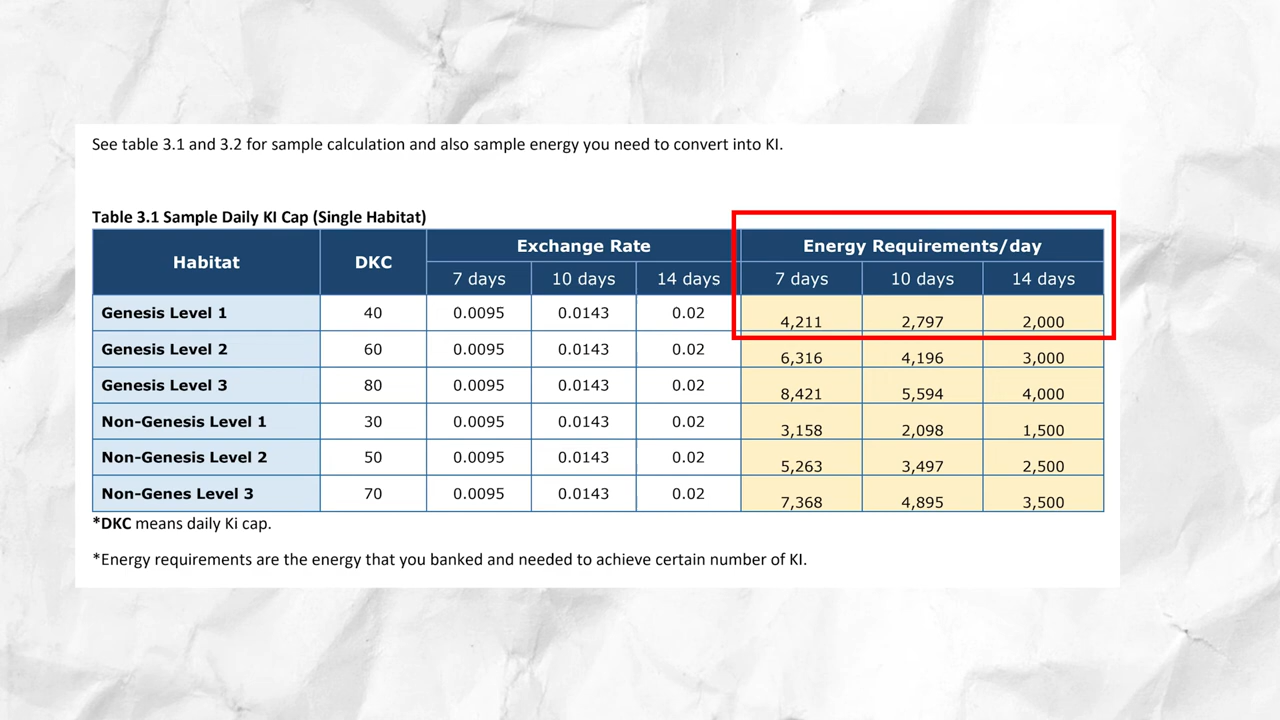 See table 3.1 and 3.2 for sample calculation and also sample energy you need to convert into KI.
Table 3.1 Sample Daily KI Cap (Single Habitat)
Habitat DKC Exchange Rate Energy Requirements/day
7 days 10 days 14 days 7 days 10 days 14 days
Genesis Level 1 40 0.0095 0.0143 0.02 4,211 2,797 2,000
Genesis Level 2 60 0.0095 0.0143 0.02 6,316 4,196 3,000
Genesis Level 3 80 0.0095 0.0143 0.02 8,421 5,594 4,000
Non-Genesis Level 1 30 0.0095 0.0143 0.02 3,158 2,098 1,500
Non-Genesis Level 2 50 0.0095 0.0143 0.02 5,263 3,497 2,500
Non-Genes Level 3 70 0.0095 0.0143 0.02 7,368 4,895 3,500
*DKC means daily Ki cap.
*Energy requirements are the energy that you banked and needed to achieve certain number of KI.